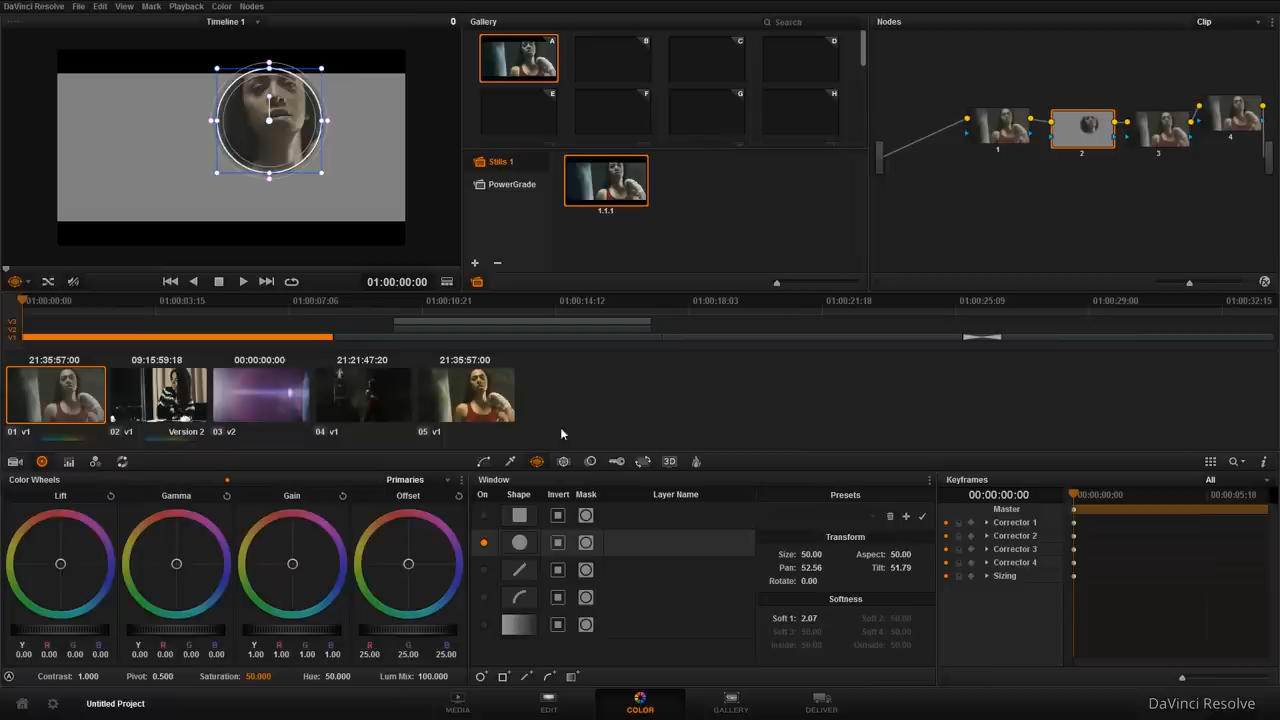 DaVinci Resolve File Edit View Mark Playback Color Nodes
Timeline 1 0 Gallery Search Nodes Clip
A B C D
E F G H
1 2 3 4
Stills 1
PowerGrade
1.1.1
01:00:00:00
01:00:00:00 01:00:03:15 01:00:07:06 01:00:10:21 01:00:14:12 01:00:18:03 01:00:21:18 01:00:25:09 01:00:29:00 01:00:32:15
V3
V2
V1
21:35:57:00 09:15:59:18 00:00:00:00 21:21:47:20 21:35:57:00
01 v1 02 v1 Version 2 03 v2 04 v1 05 v1
3D All
Color Wheels Primaries Window Keyframes
Lift Gamma Gain Offset
On Shape Invert Mask Layer Name Presets
00:00:00:00 00:00:00:00 00:00:05:18
Master
Corrector 1
Corrector 2
Corrector 3
Corrector 4
Sizing
Transform
Size: 50.00 Aspect: 50.00
Pan: 52.56 Tilt: 51.79
Rotate: 0.00
Softness
Soft 1: 2.07 Soft 2: 50.00
Soft 3: 50.00 Soft 4: 50.00
Inside: 50.00 Outside: 50.00
Y R G B Y R G B Y R G B R G B
0.00 0.00 0.00 0.00 0.00 0.00 0.00 0.00 1.00 1.00 1.00 1.00 25.00 25.00 25.00
A Contrast: 1.000 Pivot: 0.500 Saturation: 50.000 Hue: 50.000 Lum Mix: 100.000
Untitled Project MEDIA EDIT COLOR GALLERY DELIVER DaVinci Resolve